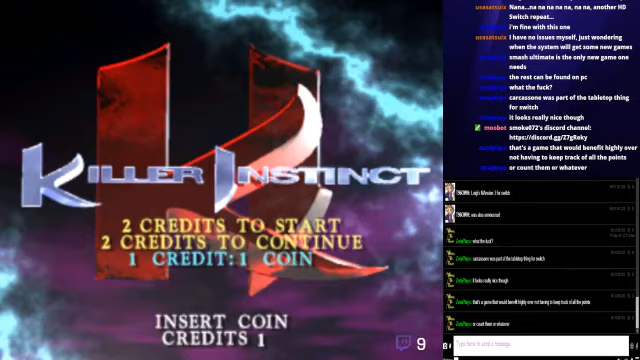 KILLER INSTINCT
2 CREDITS TO START
2 CREDITS TO CONTINUE
1 CREDIT:1 COIN
INSERT COIN
CREDITS 1
9
Nana...na na na na na, na na, another HD
Switch repeat...
I'm fine with this one
I have no issues myself, just wondering
when the system will get some new games
smash ultimate is the only new game one
needs
the rest can be found on pc
what the fuck?
carcassone was part of the tabletop thing
for switch
it looks really nice though
moobot smoke072's discord channel:
https://discord.gg/Z7gReky
that's a game that would benefit highly over
not having to keep track of all the points
or count them or whatever
Luigi's Mansion 3 for switch
was also announced
what the fuck?
carcassone was part of the tabletop thing for switch
it looks really nice though
that's a game that would benefit highly over not having to keep track of all the points
or count them or whatever
Type here to send a message